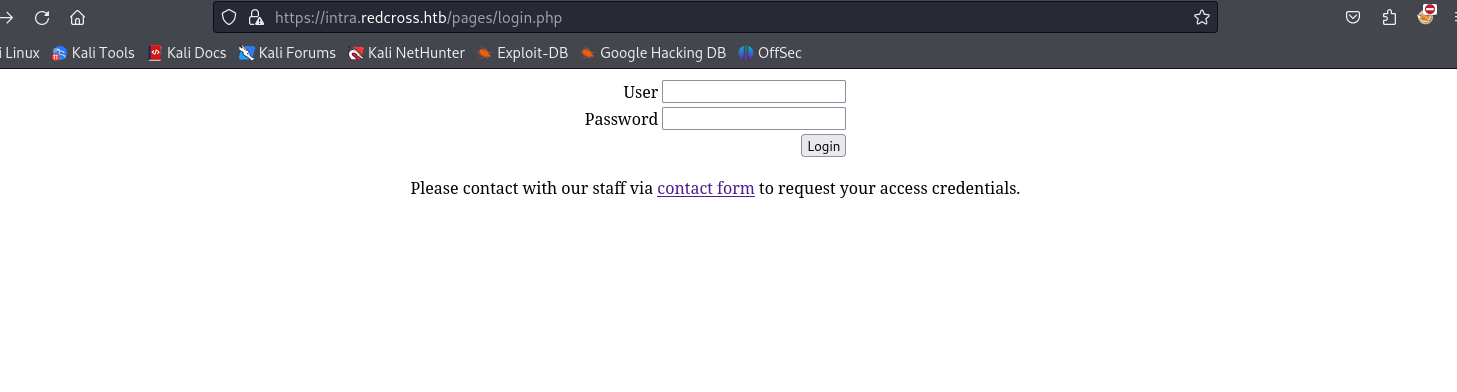 https://intra.redcross.htb/pages/login.php
i Linux Kali Tools Kali Docs Kali Forums Kali NetHunter Exploit-DB Google Hacking DB OffSec
User
Password
Login
Please contact with our staff via contact form to request your access credentials.